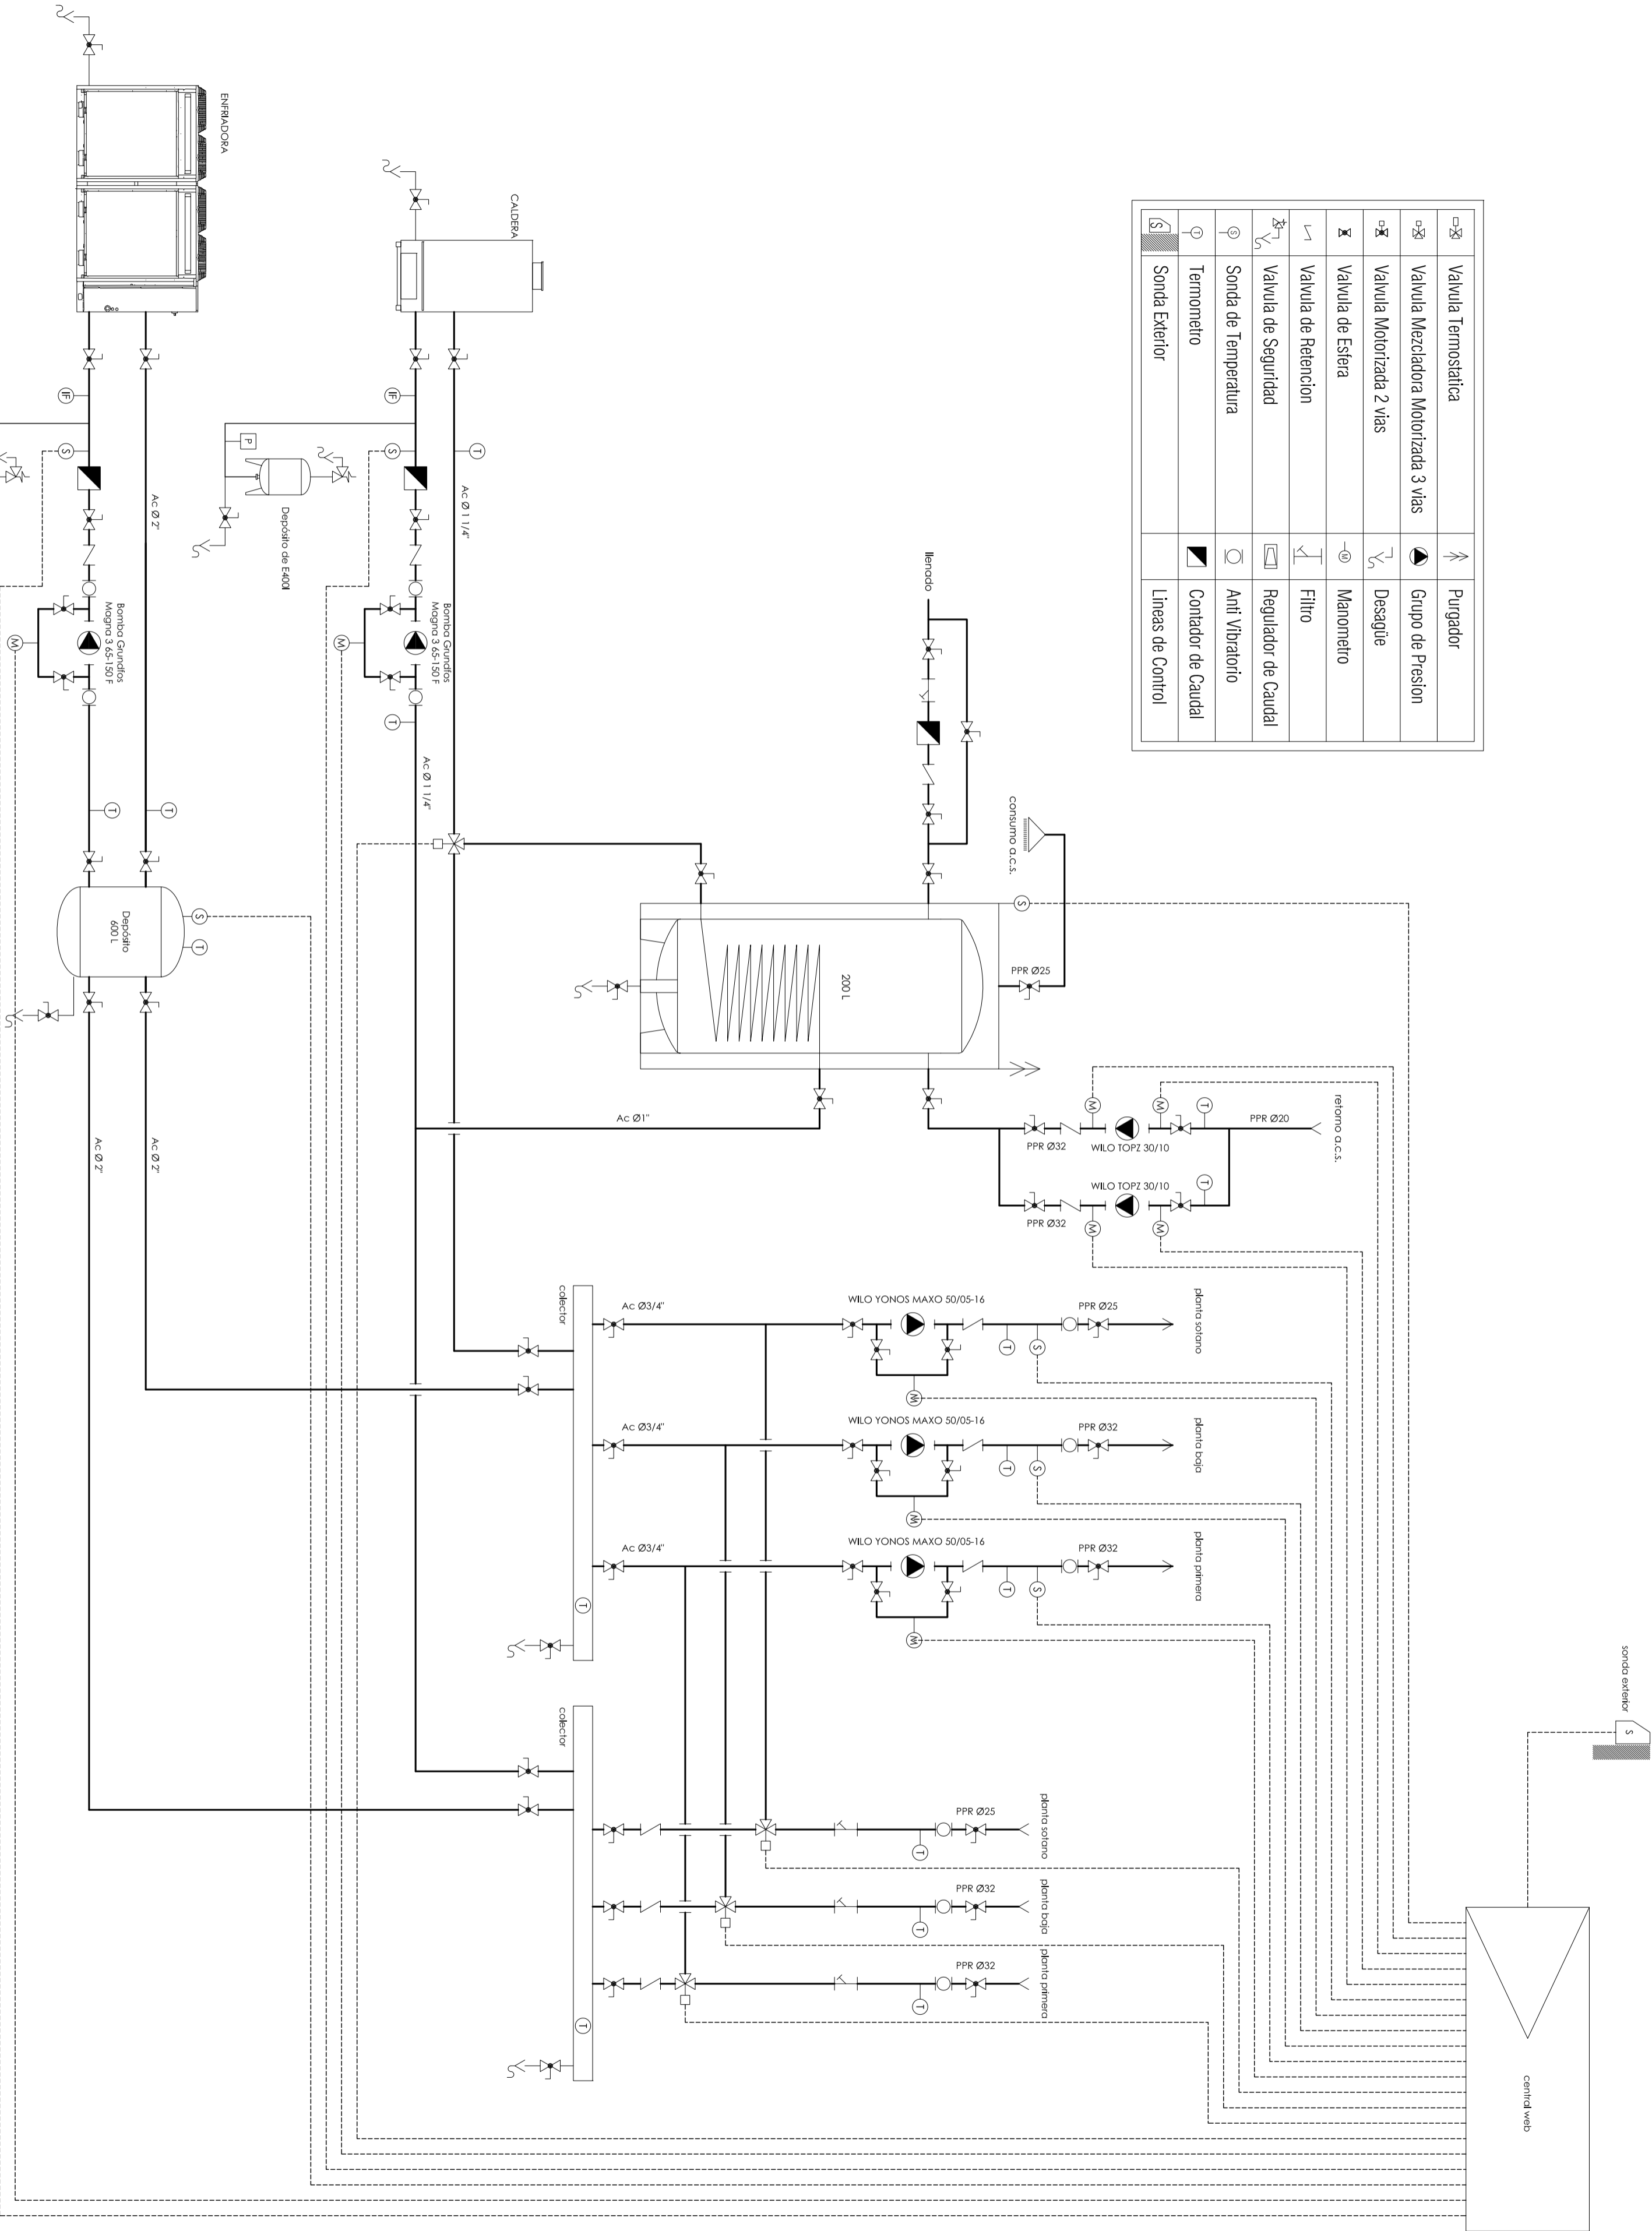 Valvula Termostatica
Purgador
Valvula Mezcladora Motorizada 3 vias
Grupo de Presion
Valvula Motorizada 2 vias
Desagüe
Valvula de Esfera
M
Manometro
Valvula de Retencion
Filtro
Valvula de Seguridad
Regulador de Caudal
S
Sonda de Temperatura
Anti Vibratorio
T
Termometro
Contador de Caudal
S
Sonda Exterior
Lineas de Control
sonda exterior
S
central web
ENFRIADORA
IF
S
Ac Ø 2"
Bomba Grundfos
Magna 3 65-150 F
M
T
T
Depósito
600 L
S
T
Ac Ø 2"
Ac Ø 2"
CALDERA
IF
S
T
P
Depósito de E400l
Ac Ø 1 1/4"
Bomba Grundfos
Magna 3 65-150 F
M
T
Ac Ø 1 1/4"
llenado
consumo a.c.s.
S
PPR Ø25
200 L
Ac Ø1"
retorno a.c.s.
PPR Ø20
T
M
M
WILO TOPZ 30/10
PPR Ø32
T
WILO TOPZ 30/10
M
M
PPR Ø32
colector
Ac Ø3/4"
WILO YONOS MAXO 50/05-16
M
T
S
PPR Ø25
planta sotano
Ac Ø3/4"
WILO YONOS MAXO 50/05-16
M
T
S
PPR Ø32
planta baja
Ac Ø3/4"
WILO YONOS MAXO 50/05-16
M
T
S
PPR Ø32
planta primera
T
colector
PPR Ø25
T
planta sotano
PPR Ø32
T
planta baja
PPR Ø32
T
planta primera
T